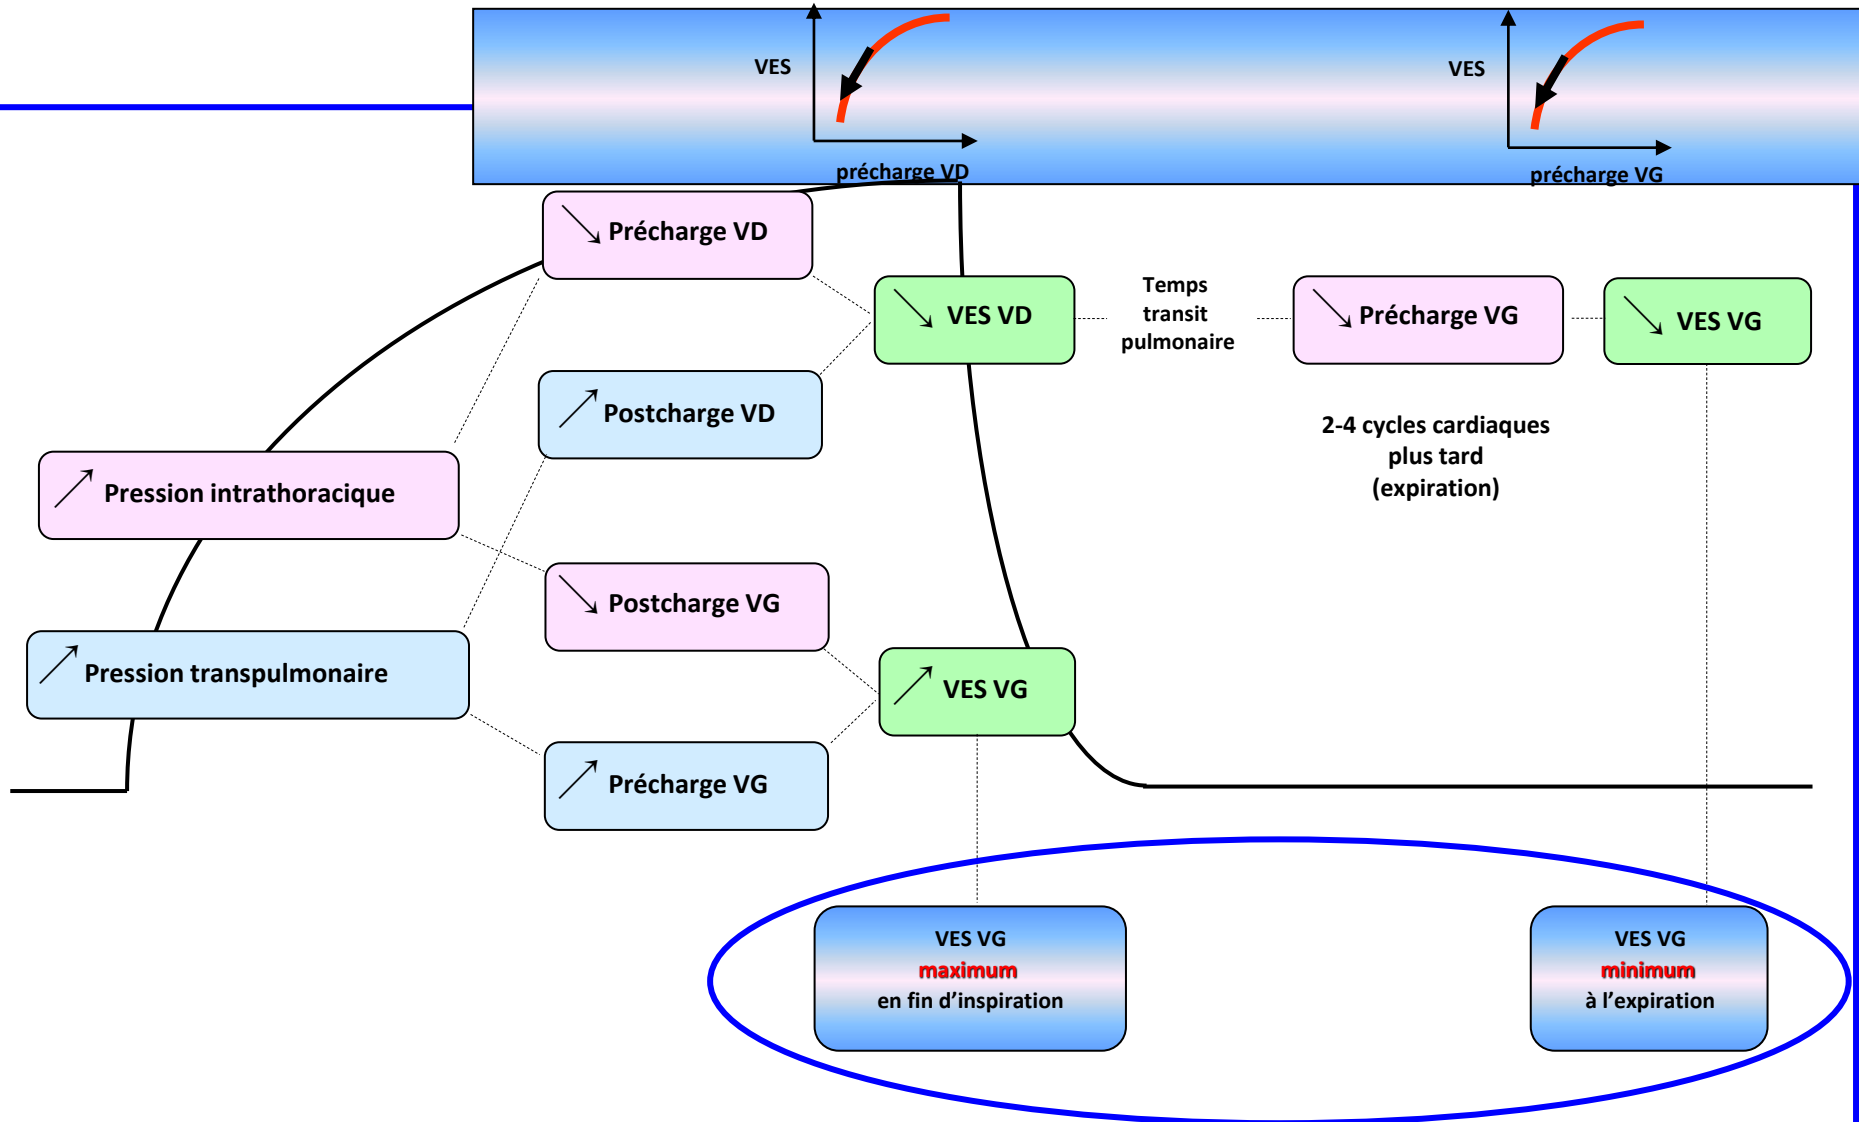 VES
précharge VD
VES
précharge VG
↘ Précharge VD
↗ Postcharge VD
↗ Pression intrathoracique
↘ Postcharge VG
↗ Pression transpulmonaire
↗ Précharge VG
↘ VES VD
Temps
transit
pulmonaire
↘ Précharge VG
↘ VES VG
2-4 cycles cardiaques
plus tard
(expiration)
↗ VES VG
VES VG
maximum
en fin d’inspiration
VES VG
minimum
à l’expiration